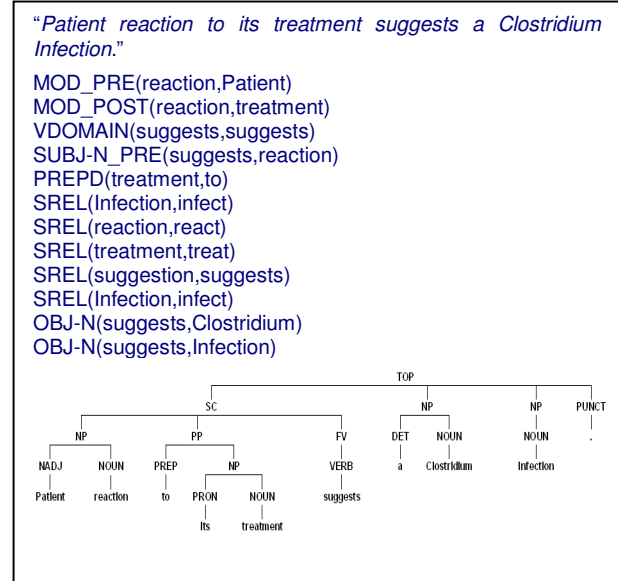 “Patient reaction to its treatment suggests a Clostridium
Infection.”
MOD_PRE(reaction,Patient)
MOD_POST(reaction,treatment)
VDOMAIN(suggests,suggests)
SUBJ-N_PRE(suggests,reaction)
PREPD(treatment,to)
SREL(Infection,infect)
SREL(reaction,react)
SREL(treatment,treat)
SREL(suggestion,suggests)
SREL(Infection,infect)
OBJ-N(suggests,Clostridium)
OBJ-N(suggests,Infection)
TOP
SC NP NP PUNCT
NP PP FV DET NOUN NOUN .
NADJ NOUN PREP NP VERB a Clostridium Infection
Patient reaction to PRON NOUN suggests
Its treatment